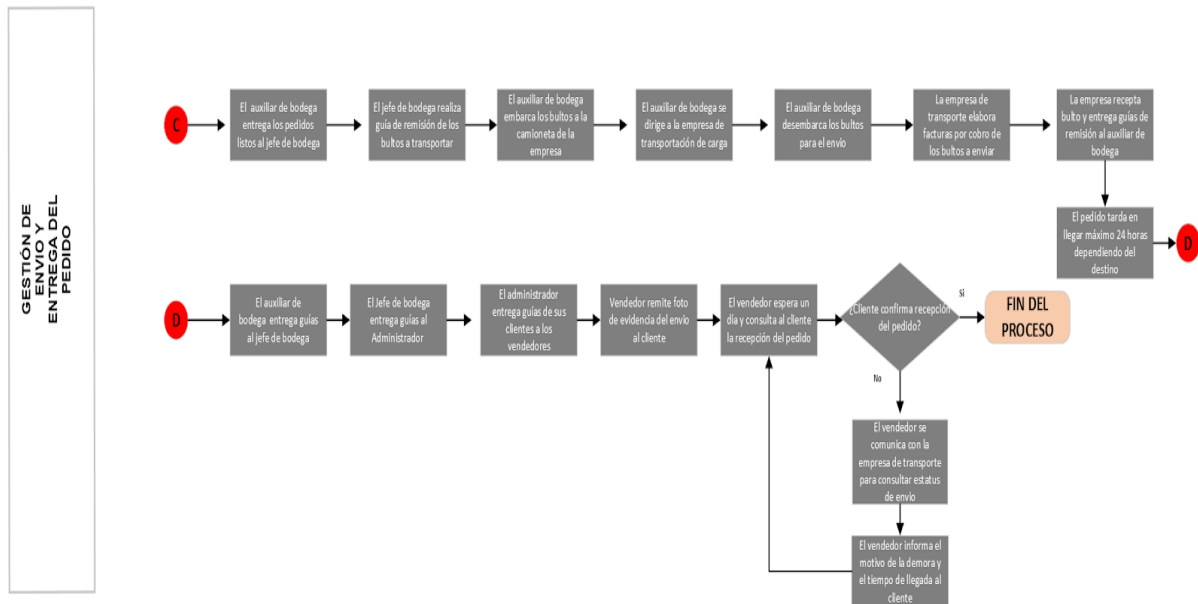 GESTIÓN DE
ENVIO Y
ENTREGA DEL
PEDIDO
C
El auxiliar de bodega
entrega los pedidos
listos al jefe de bodega
El jefe de bodega realiza
guía de remisión de los
bultos a transportar
El auxiliar de bodega
embarca los bultos a la
camioneta de la
empresa
El auxiliar de bodega se
dirige a la empresa de
transportación de carga
El auxiliar de bodega
desembarca los bultos
para el envio
La empresa de
transporte elabora
facturas por cobro de
los bultos a enviar
La empresa recepta
bulto y entrega guías de
remisión al auxiliar de
bodega
El pedido tarda en
llegar máximo 24 horas
dependiendo del
destino
D
D
El auxiliar de
bodega entrega guías
al jefe de bodega
El Jefe de bodega
entrega guías al
Administrador
El administrador
entrega guías de sus
clientes a los
vendedores
Vendedor remite foto
de evidencia del envio
al cliente
El vendedor espera un
día y consulta al cliente
la recepción del pedido
¿Cliente confirma recepción
del pedido?
Si
FIN DEL
PROCESO
No
El vendedor se
comunica con la
empresa de transporte
para consultar estatus
de envio
El vendedor informa el
motivo de la demora y
el tiempo de llegada al
cliente